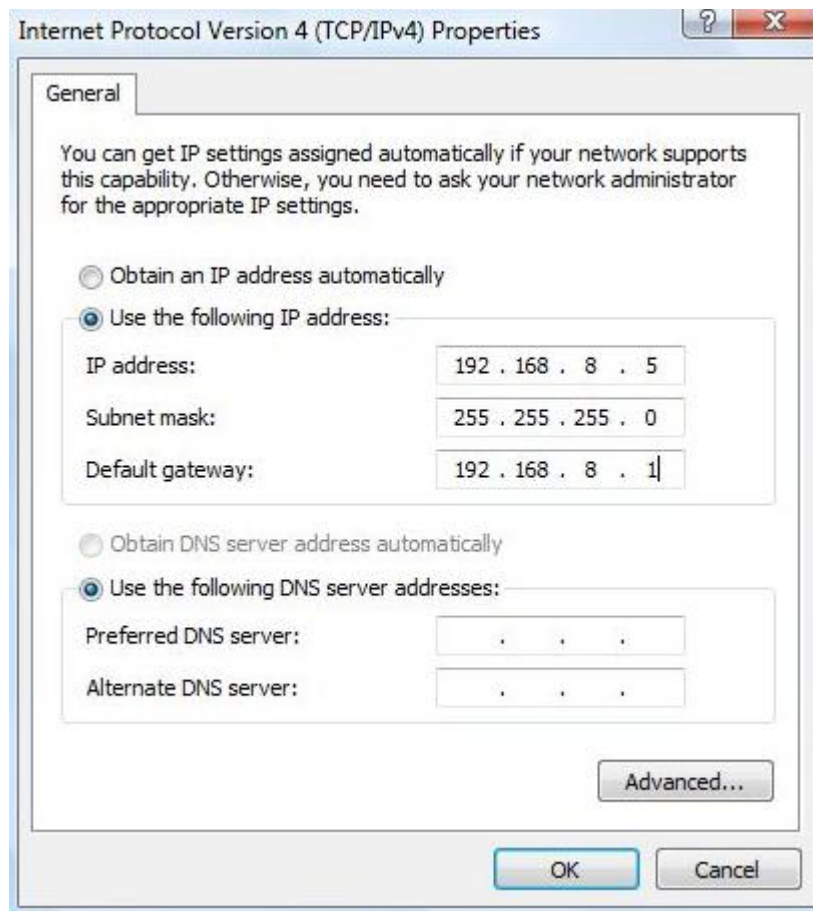 Internet Protocol Version 4 (TCP/IPv4) Properties
?
General
You can get IP settings assigned automatically if your network supports
this capability. Otherwise, you need to ask your network administrator
for the appropriate IP settings.
Obtain an IP address automatically
Use the following IP address:
IP address: 192 . 168 . 8 . 5
Subnet mask: 255 . 255 . 255 . 0
Default gateway: 192 . 168 . 8 . 1
Obtain DNS server address automatically
Use the following DNS server addresses:
Preferred DNS server: . . .
Alternate DNS server: . . .
Advanced...
OK Cancel